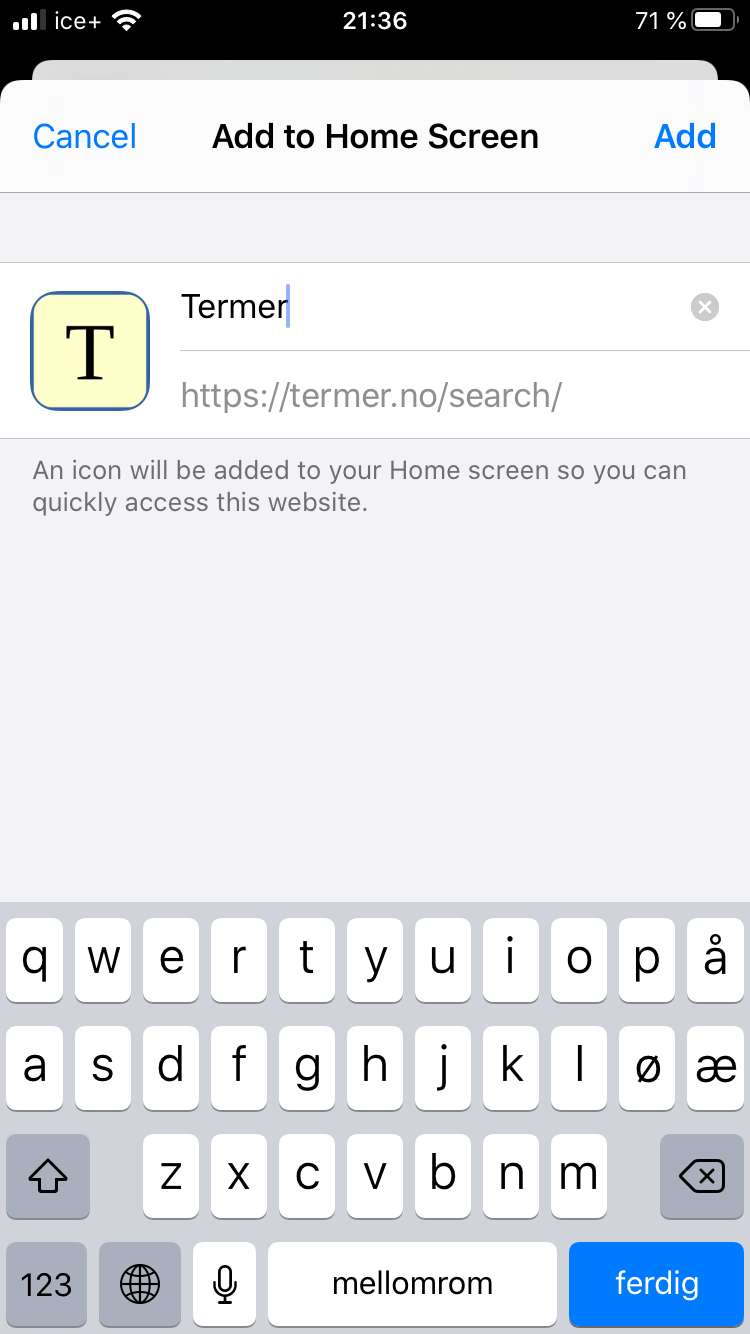 ice+ 21:36 71 %
Cancel Add to Home Screen Add
T
Termer
https://termer.no/search/
An icon will be added to your Home screen so you can
quickly access this website.
q w e r t y u i o p å
a s d f g h j k l ø æ
z x c v b n m
123 mellomrom ferdig